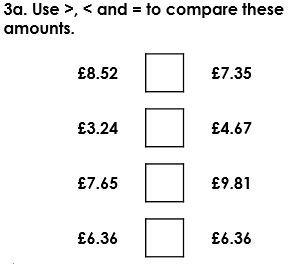 3a. Use >, < and = to compare these
amounts.
£8.52 £7.35
£3.24 £4.67
£7.65 £9.81
£6.36 £6.36